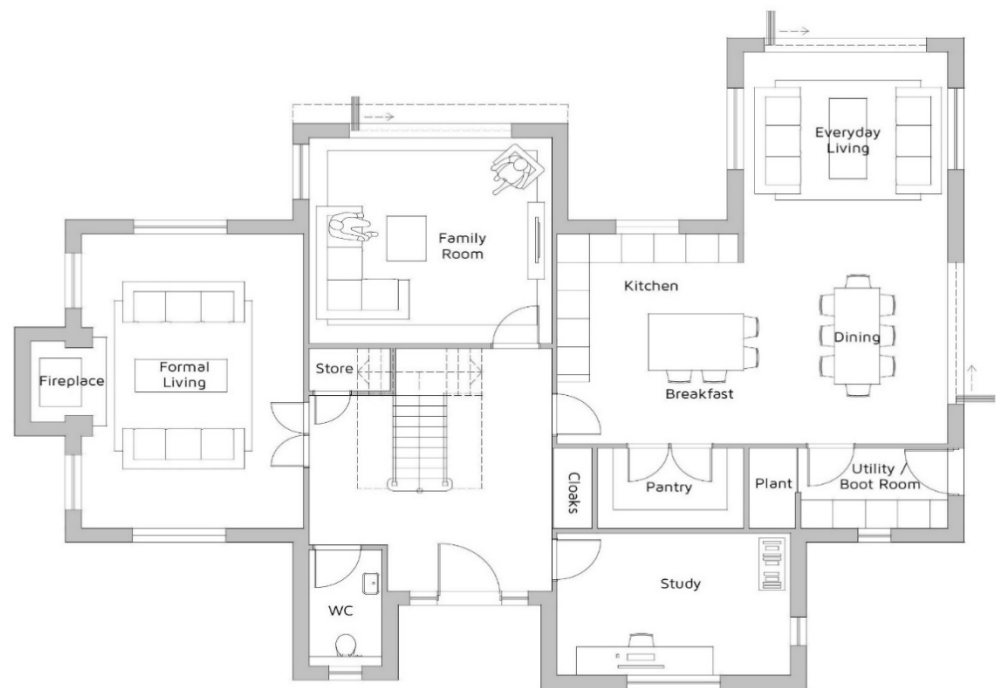 Everyday
Living
Family
Room
Kitchen
Dining
Fireplace
Formal
Living
Store
Breakfast
Cloaks
Pantry
Plant
Utility /
Boot Room
Study
WC